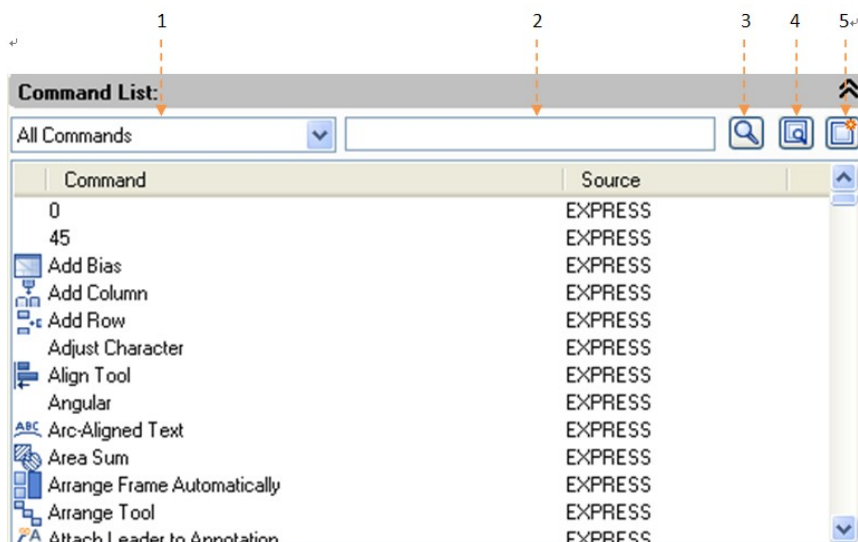 1 2 3 4 5
Command List:
All Commands
Command Source
0 EXPRESS
45 EXPRESS
Add Bias EXPRESS
Add Column EXPRESS
Add Row EXPRESS
Adjust Character EXPRESS
Align Tool EXPRESS
Angular EXPRESS
ABC Arc-Aligned Text EXPRESS
Area Sum EXPRESS
Arrange Frame Automatically EXPRESS
Arrange Tool EXPRESS
A Attach Leader to Annotation EXPRESS